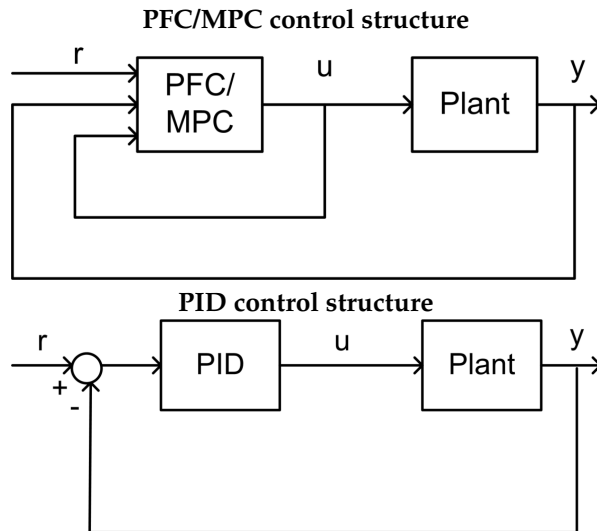 PFC/MPC control structure
r
u
y
PFC/
MPC
Plant
PID control structure
r
u
y
+
-
PID
Plant